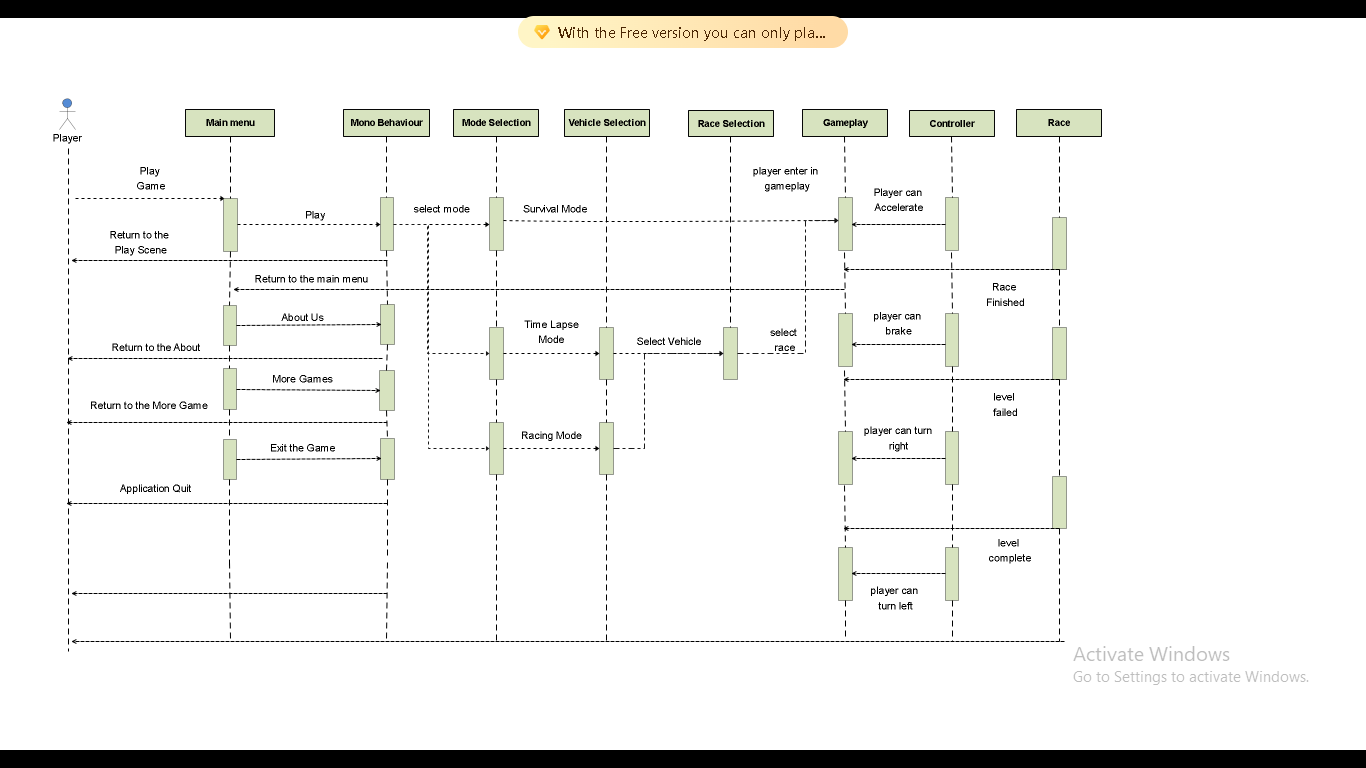 With the Free version you can only pla...
Player
Main menu
Mono Behaviour
Mode Selection
Vehicle Selection
Race Selection
Gameplay
Controller
Race
Play
Game
Play
select mode
Survival Mode
player enter in
gameplay
Player can
Accelerate
Return to the
Play Scene
Return to the main menu
Race
Finished
About Us
Time Lapse
Mode
Select Vehicle
select
race
player can
brake
Return to the About
More Games
Return to the More Game
level
failed
Exit the Game
Racing Mode
player can turn
right
Application Quit
level
complete
player can
turn left
Activate Windows
Go to Settings to activate Windows.